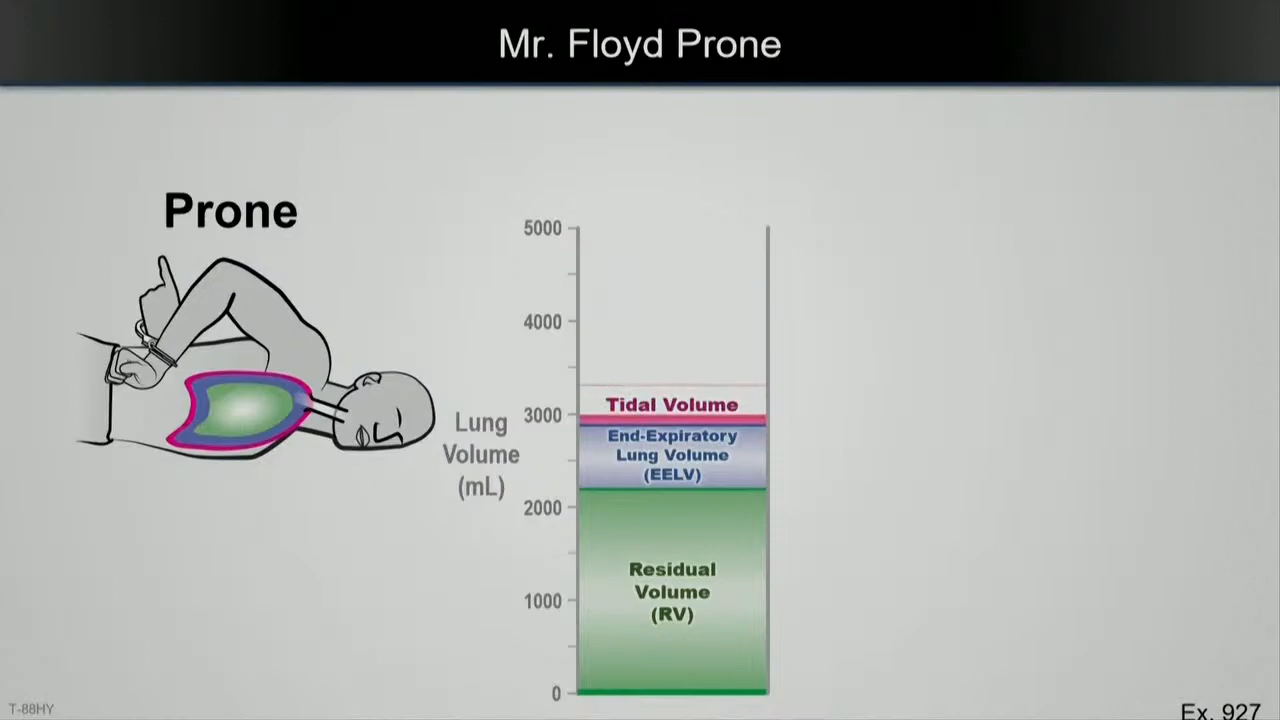 Mr. Floyd Prone
Prone
5000
4000
3000
2000
1000
0
Lung
Volume
(mL)
Tidal Volume
End-Expiratory
Lung Volume
(EELV)
Residual
Volume
(RV)
T-88HY
Ex. 927